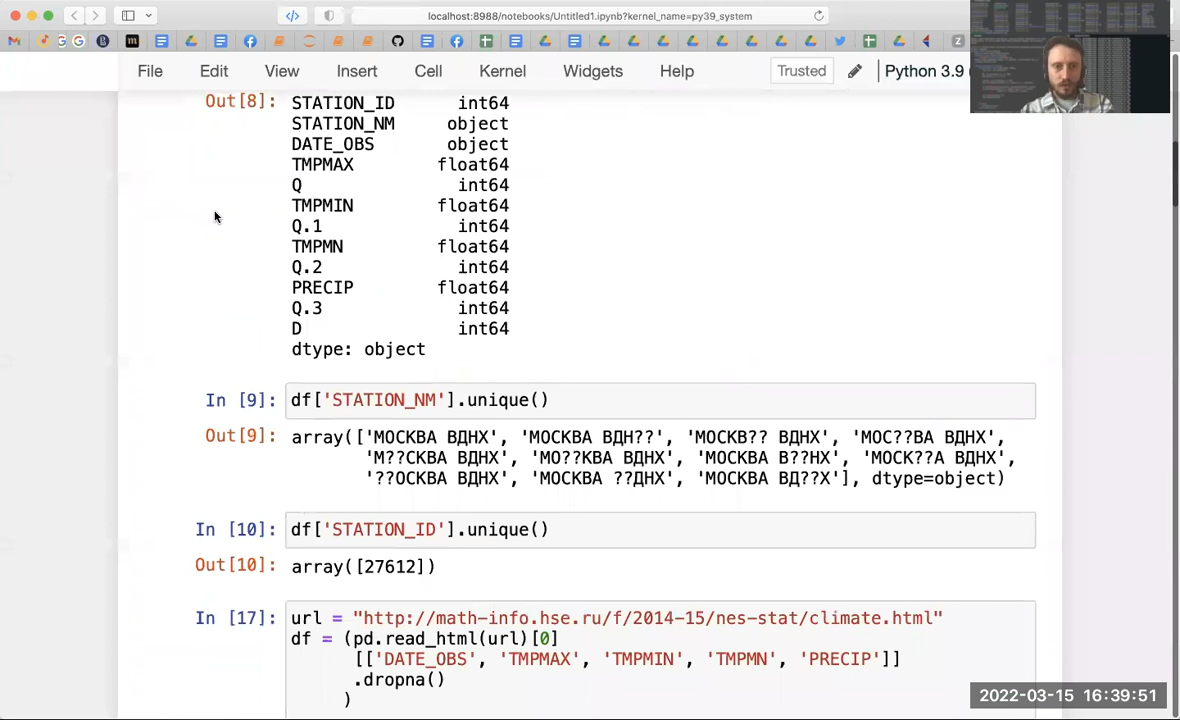 localhost:8988/notebooks/Untitled1.ipynb?kernel_name=py39_system
File Edit View Insert Cell Kernel Widgets Help Trusted Python 3.9
Out[8]: STATION_ID int64
STATION_NM object
DATE_OBS object
TMPMAX float64
Q int64
TMPMIN float64
Q.1 int64
TMPMN float64
Q.2 int64
PRECIP float64
Q.3 int64
D int64
dtype: object
In [9]: df['STATION_NM'].unique()
Out[9]: array(['МОСКВА ВДНХ', 'МОСКВА ВДН??', 'МОСКВ?? ВДНХ', 'МОС??ВА ВДНХ',
'М??СКВА ВДНХ', 'МО??КВА ВДНХ', 'МОСКВА В??НХ', 'МОСК??А ВДНХ',
'??ОСКВА ВДНХ', 'МОСКВА ??ДНХ', 'МОСКВА ВД??Х'], dtype=object)
In [10]: df['STATION_ID'].unique()
Out[10]: array([27612])
In [17]: url = "http://math-info.hse.ru/f/2014-15/nes-stat/climate.html"
df = (pd.read_html(url)[0]
[['DATE_OBS', 'TMPMAX', 'TMPMIN', 'TMPMN', 'PRECIP']]
.dropna()
)
2022-03-15 16:39:51